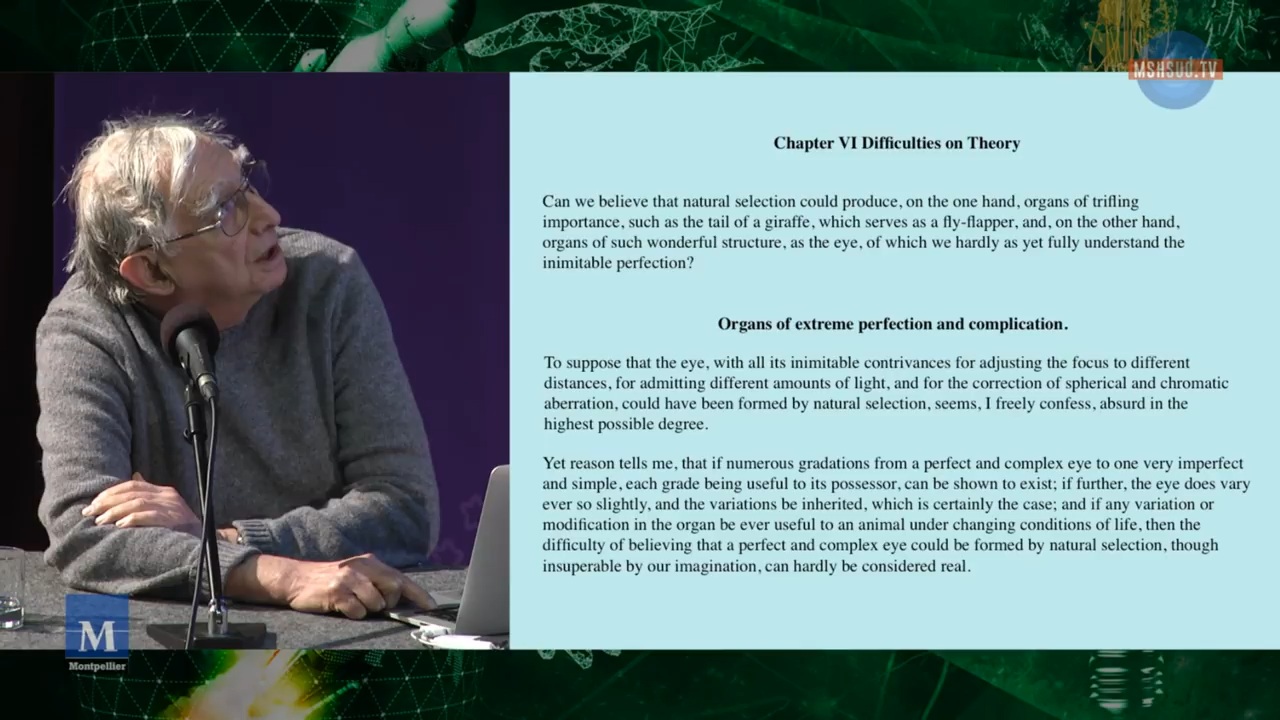 MSHSUD.TV
Chapter VI Difficulties on Theory
Can we believe that natural selection could produce, on the one hand, organs of trifling
importance, such as the tail of a giraffe, which serves as a fly-flapper, and, on the other hand,
organs of such wonderful structure, as the eye, of which we hardly as yet fully understand the
inimitable perfection?
Organs of extreme perfection and complication.
To suppose that the eye, with all its inimitable contrivances for adjusting the focus to different
distances, for admitting different amounts of light, and for the correction of spherical and chromatic
aberration, could have been formed by natural selection, seems, I freely confess, absurd in the
highest possible degree.
Yet reason tells me, that if numerous gradations from a perfect and complex eye to one very imperfect
and simple, each grade being useful to its possessor, can be shown to exist; if further, the eye does vary
ever so slightly, and the variations be inherited, which is certainly the case; and if any variation or
modification in the organ be ever useful to an animal under changing conditions of life, then the
difficulty of believing that a perfect and complex eye could be formed by natural selection, though
insuperable by our imagination, can hardly be considered real.
M
Montpellier